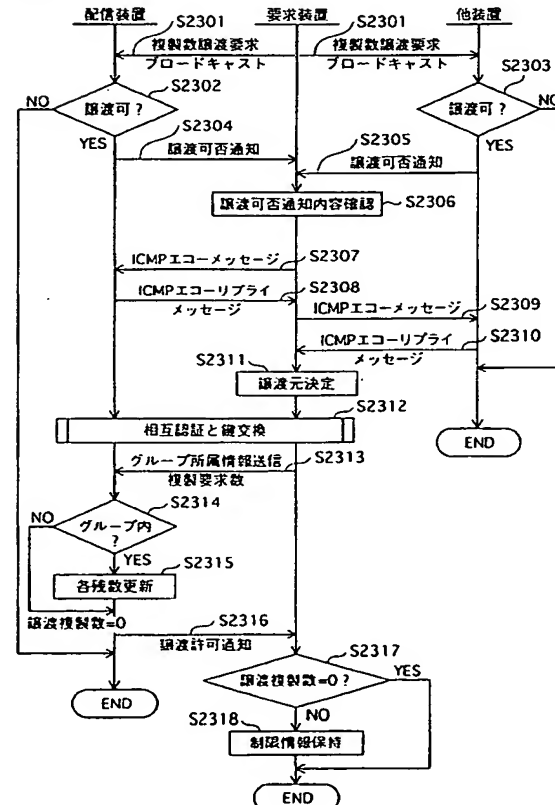 配信装置
要求装置
他装置
S2301
S2301
複製数譲渡要求
複製数譲渡要求
ブロードキャスト
ブロードキャスト
S2302
S2303
NO
譲渡可?
譲渡可?
NO
YES
S2304
S2305
YES
譲渡可否通知
譲渡可否通知
譲渡可否通知内容確認
S2306
S2307
ICMPエコーメッセージ
S2308
ICMPエコーリプライ
メッセージ
S2309
ICMPエコーメッセージ
S2310
ICMPエコーリプライ
メッセージ
S2311
譲渡元決定
S2312
相互認証と鍵交換
S2313
グループ所属情報送信
複製要求数
S2314
NO
グループ内
?
YES
S2315
各残数更新
譲渡複製数=0
S2316
譲渡許可通知
S2317
譲渡複製数=0?
YES
NO
S2318
制限情報保持
END
END
END